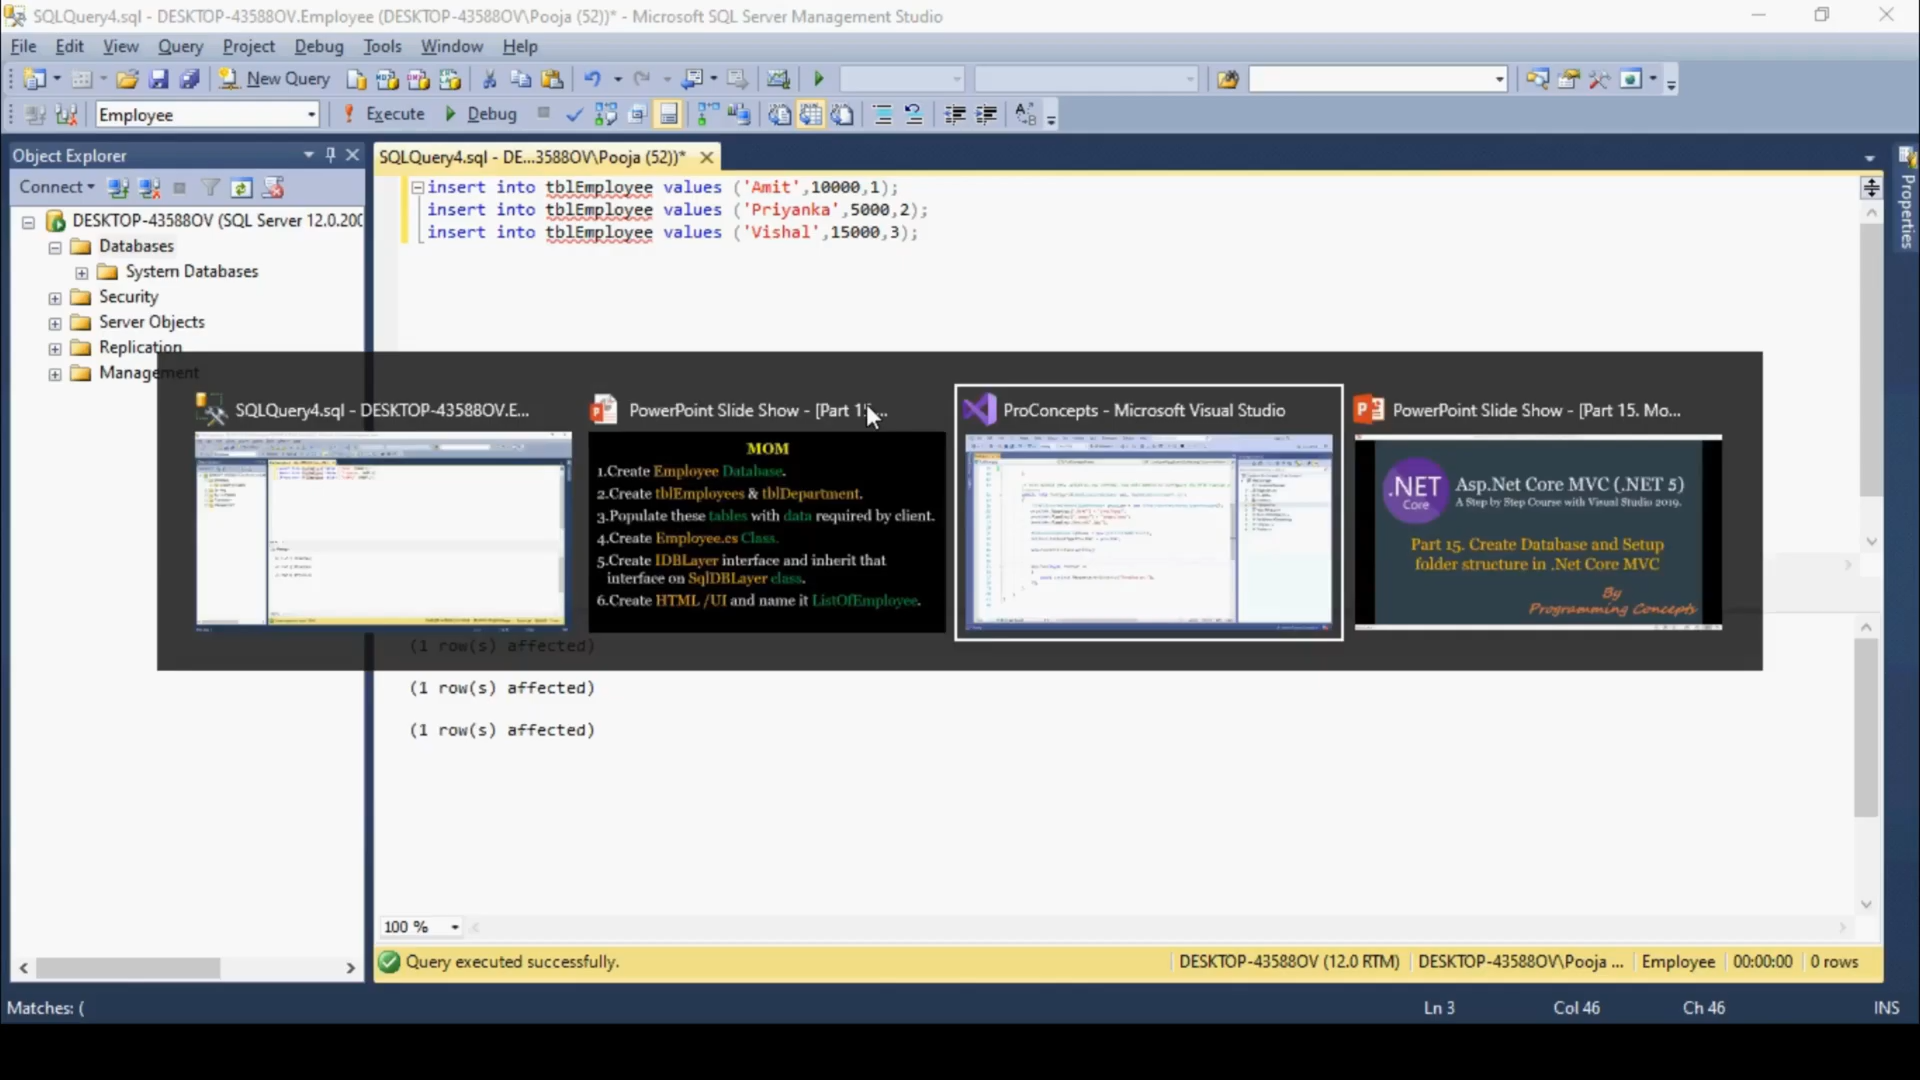 SQLQuery4.sql - DESKTOP-43588OV.Employee (DESKTOP-43588OV\Pooja (52))* - Microsoft SQL Server Management Studio
File Edit View Query Project Debug Tools Window Help
New Query
Employee Execute Debug
Object Explorer
SQLQuery4.sql - DE...3588OV\Pooja (52))*
Properties
Connect
DESKTOP-43588OV (SQL Server 12.0.200
Databases
System Databases
Security
Server Objects
Replication
Management
insert into tblEmployee values ('Amit',10000,1);
insert into tblEmployee values ('Priyanka',5000,2);
insert into tblEmployee values ('Vishal',15000,3);
SQLQuery4.sql - DESKTOP-43588OV.E...
PowerPoint Slide Show - [Part 15...
ProConcepts - Microsoft Visual Studio
PowerPoint Slide Show - [Part 15. Mo...
MOM
1.Create Employee Database.
2.Create tblEmployees & tblDepartment.
3.Populate these tables with data required by client.
4.Create Employee.cs Class.
5.Create IDBLayer interface and inherit that
interface on SqlDBLayer class.
6.Create HTML /UI and name it ListOfEmployee.
.NET
Core
Asp.Net Core MVC (.NET 5)
A Step by Step Course with Visual Studio 2019.
Part 15. Create Database and Setup
folder structure in .Net Core MVC
By
Programming Concepts
(1 row(s) affected)
(1 row(s) affected)
(1 row(s) affected)
100 %
Query executed successfully.
DESKTOP-43588OV (12.0 RTM) DESKTOP-43588OV\Pooja ... Employee 00:00:00 0 rows
Matches: (
Ln 3 Col 46 Ch 46 INS